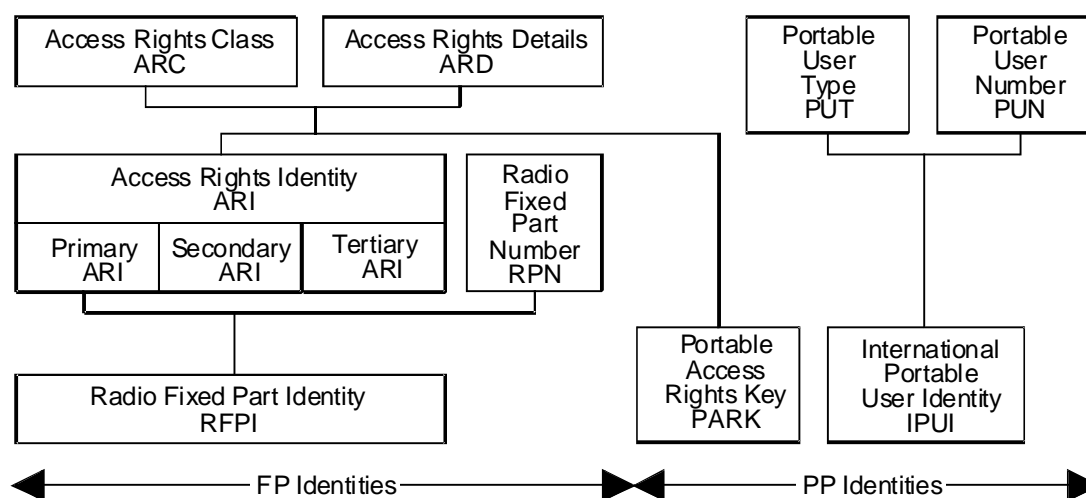 Access Rights Class
ARC
Access Rights Details
ARD
Portable
User
Type
PUT
Portable
User
Number
PUN
Access Rights Identity
ARI
Primary
ARI
Secondary
ARI
Tertiary
ARI
Radio
Fixed
Part
Number
RPN
Radio Fixed Part Identity
RFPI
Portable
Access
Rights Key
PARK
International
Portable
User Identity
IPUI
FP Identities
PP Identities